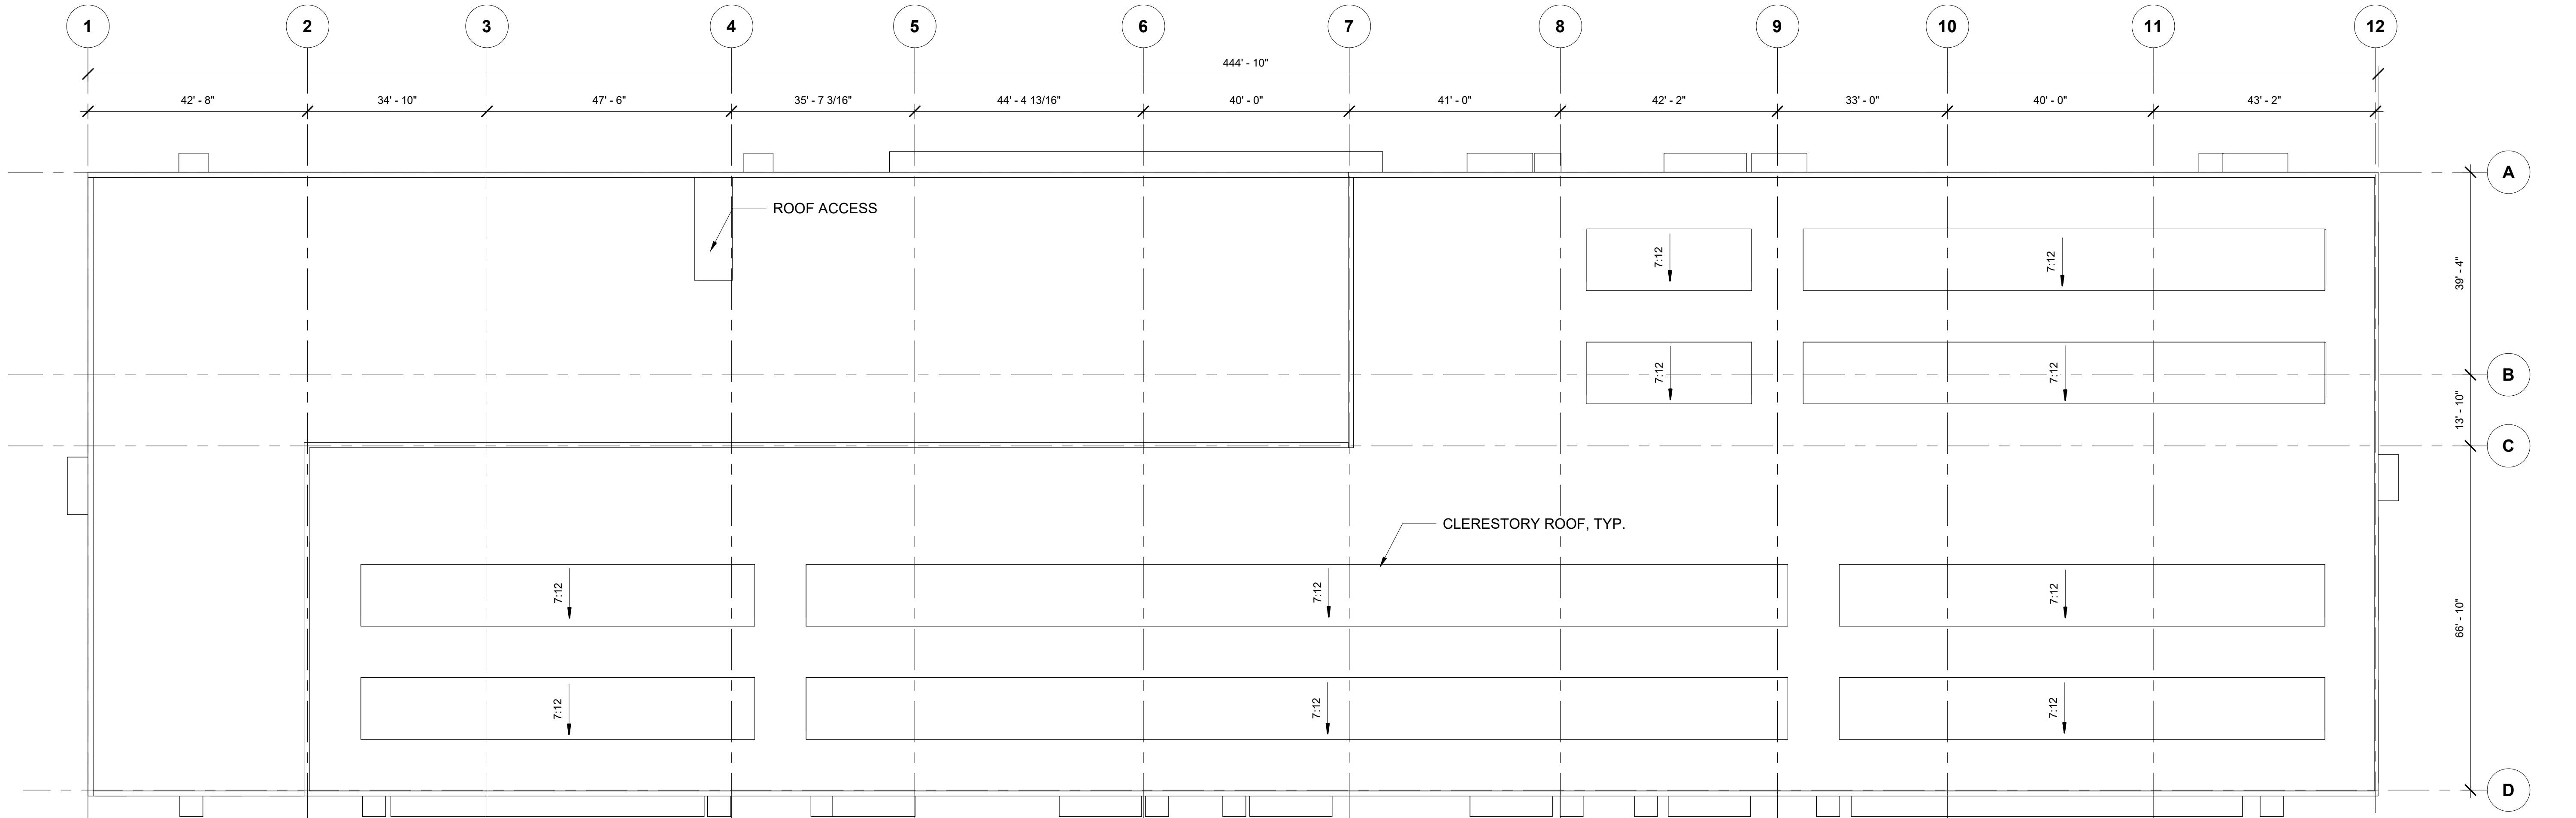 1 2 3 4 5 6 7 8 9 10 11 12
444' - 10"
42' - 8" 34' - 10" 47' - 6" 35' - 7 3/16" 44' - 4 13/16" 40' - 0" 41' - 0" 42' - 2" 33' - 0" 40' - 0" 43' - 2"
A
ROOF ACCESS
7:12 7:12
39' - 4"
7:12 7:12
B
13' - 10"
C
CLERESTORY ROOF, TYP.
7:12 7:12 7:12
66' - 10"
7:12 7:12 7:12
D